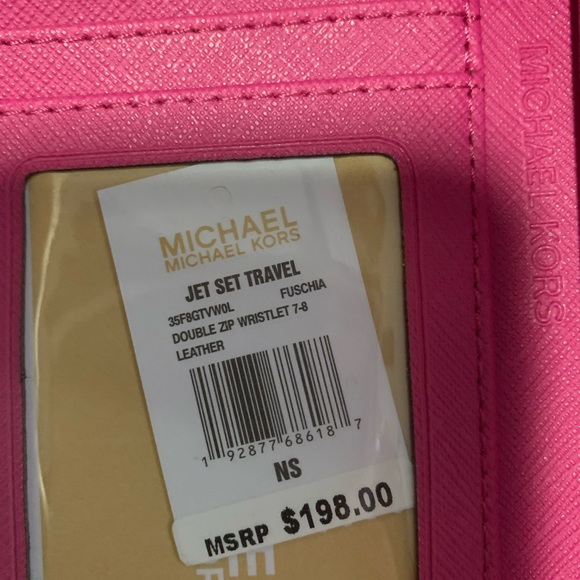 MICHAEL
MICHAEL KORS
JET SET TRAVEL
35F8GTVW0L FUSCHIA
DOUBLE ZIP WRISTLET 7-8
LEATHER
1 92877 68618 7
NS
MSRP $198.00
MICHAEL KORS